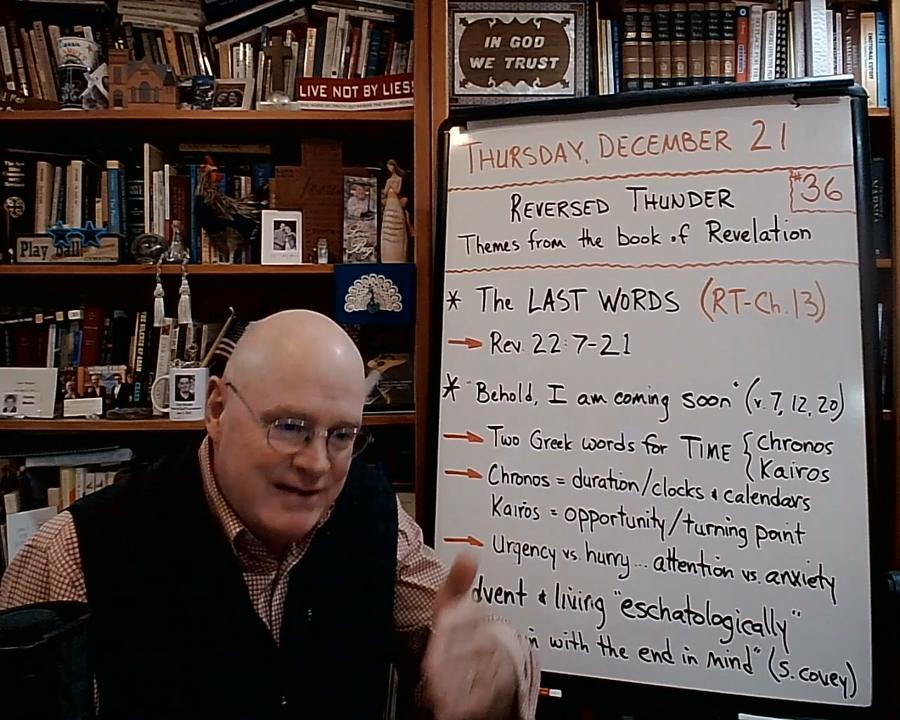 LIVE NOT BY LIES
Play Ball
IN GOD
WE TRUST
THURSDAY, DECEMBER 21
#36
REVERSED THUNDER
Themes from the book of Revelation
* The LAST WORDS (RT-Ch.13)
→ Rev. 22:7-21
* "Behold, I am coming soon" (v. 7, 12, 20)
→ Two Greek words for TIME { Chronos
Kairos
→ Chronos = duration/clocks & calendars
Kairos = opportunity/turning point
→ Urgency vs. hurry... attention vs. anxiety
dvent & living "eschatologically"
in with the end in mind" (S. Covey)